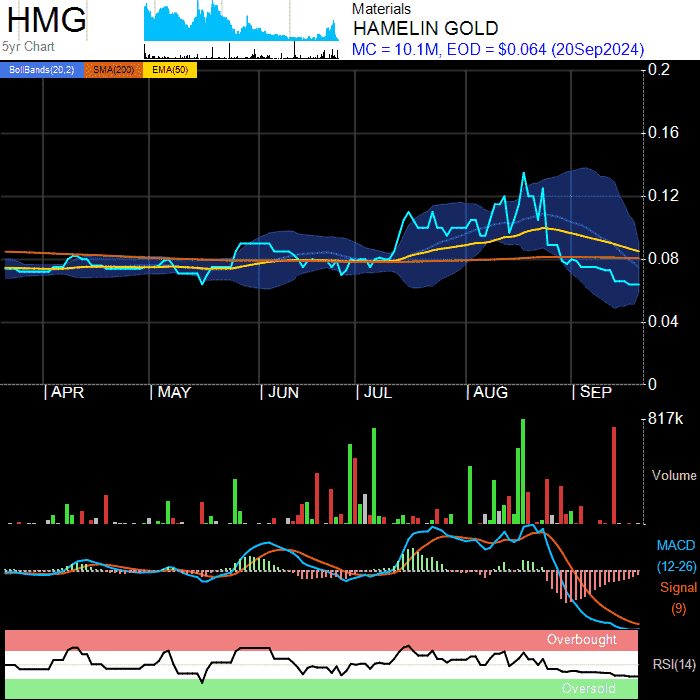 HMG
5yr Chart
Materials
HAMELIN GOLD
MC = 10.1M, EOD = $0.064 (20Sep2024)
BollBands(20,2) SMA(200) EMA(50)
0.2
0.16
0.12
0.08
0.04
0
APR MAY JUN JUL AUG SEP
817k
Volume
MACD
(12-26)
Signal
(9)
Overbought
RSI(14)
Oversold